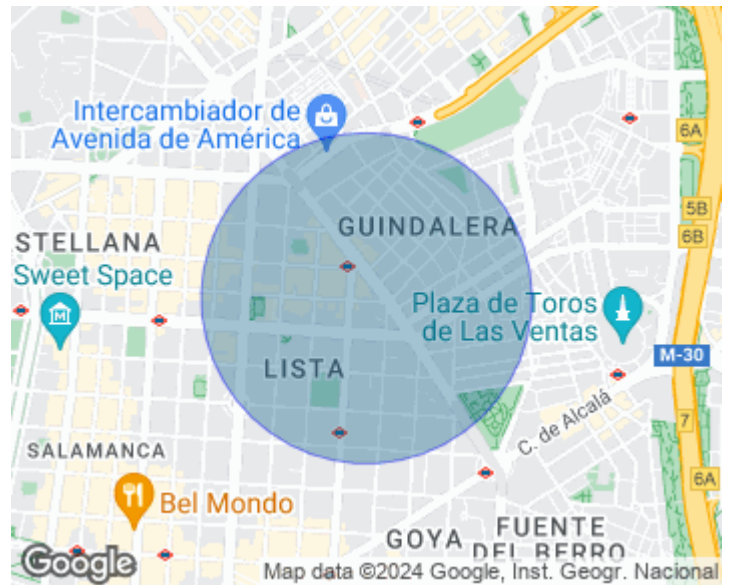 Intercambiador de
Avenida de América
6A
5B
6B
GUINDALERA
STELLANA
Sweet Space
Plaza de Toros
de Las Ventas
M-30
LISTA
C. de Alcalá
7
SALAMANCA
6A
Bel Mondo
GOYA
FUENTE
DEL BERRO
Google
Map data ©2024 Google, Inst. Geogr. Nacional